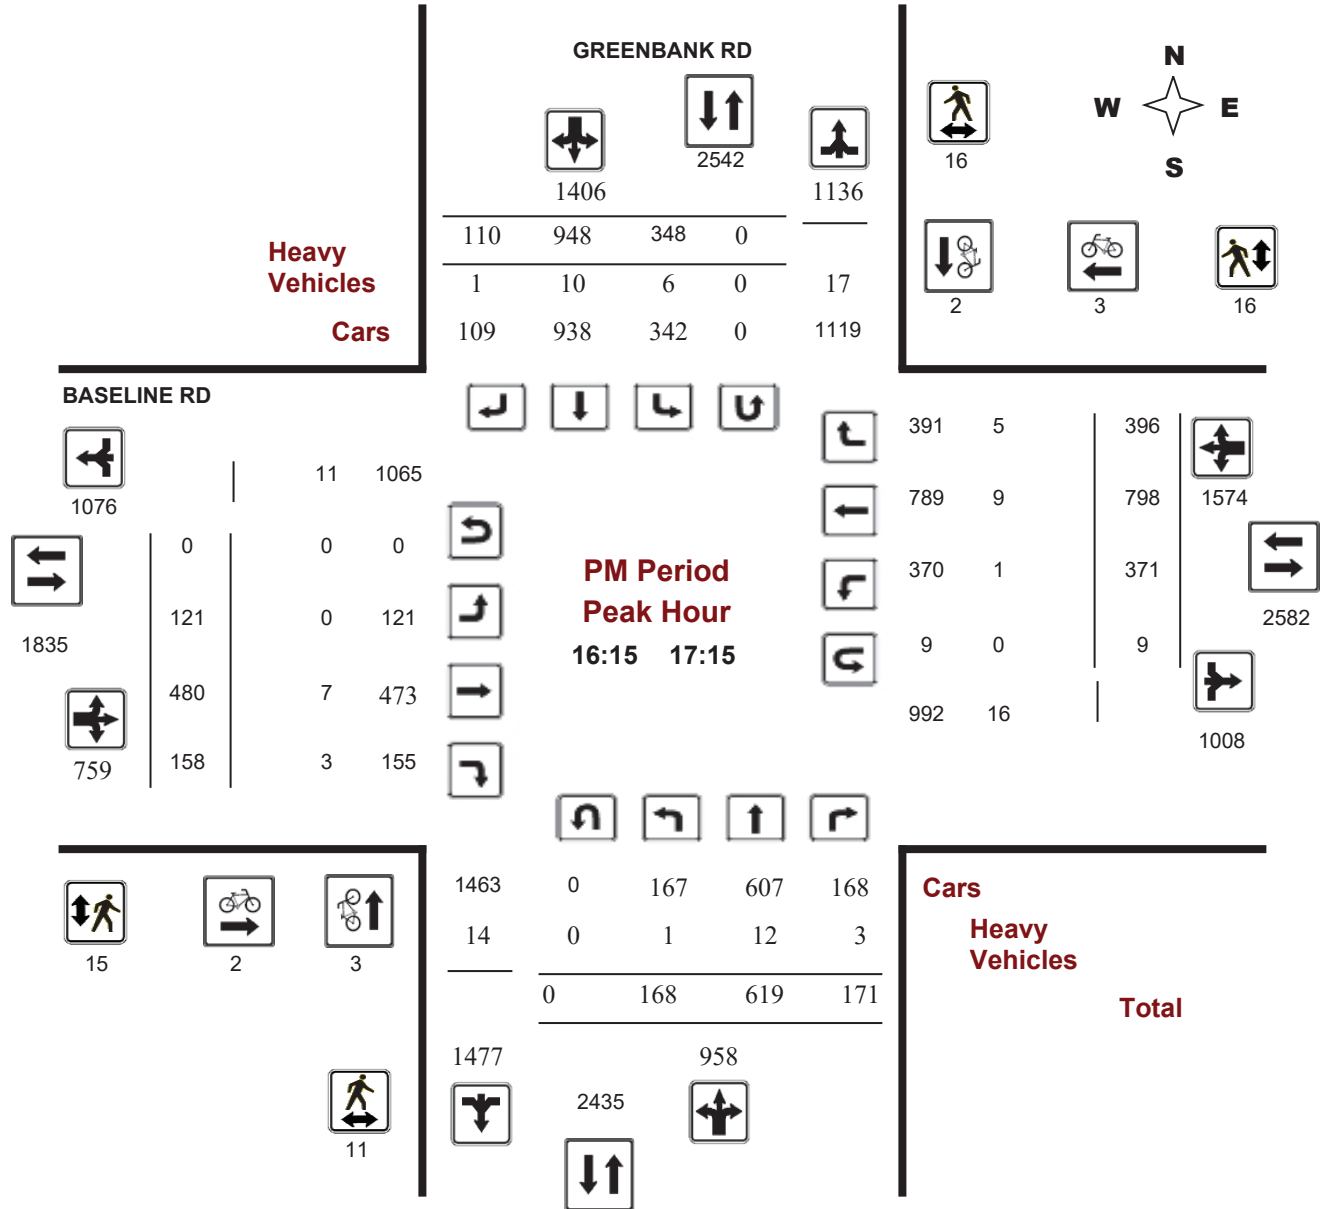 GREENBANK RD
N
W E
S
2542
16
1406
1136
110 948 348 0
Heavy
Vehicles
1 10 6 0 17
2 3 16
Cars
109 938 342 0 1119
BASELINE RD
391 5 396
11 1065
1076
789 9 798 1574
0 0 0
PM Period
370 1 371
Peak Hour
121 0 121
2582
1835
16:15 17:15
9 0 9
480 7 473
992 16
1008
759
158 3 155
1463 0 167 607 168
Cars
14 0 1 12 3
Heavy
Vehicles
15 2 3
0 168 619 171
Total
1477 958
2435
11